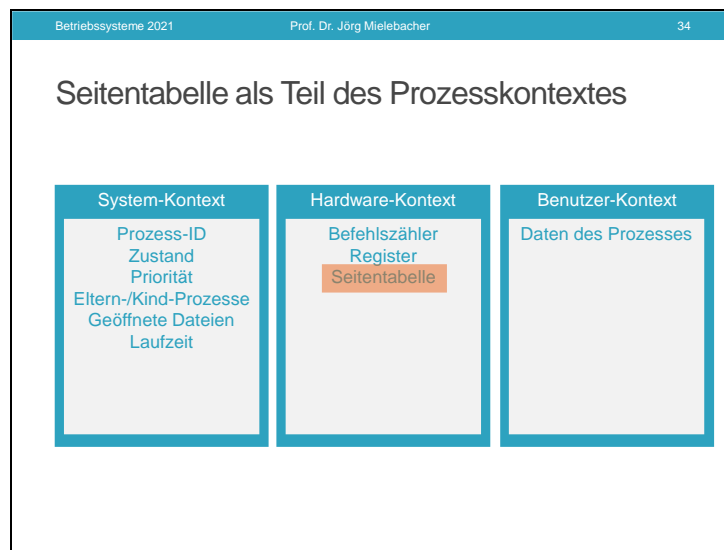 Betriebssysteme 2021 Prof. Dr. Jörg Mielebacher 34
Seitentabelle als Teil des Prozesskontextes
System-Kontext
Prozess-ID
Zustand
Priorität
Eltern-/Kind-Prozesse
Geöffnete Dateien
Laufzeit
Hardware-Kontext
Befehlszähler
Register
Seitentabelle
Benutzer-Kontext
Daten des Prozesses